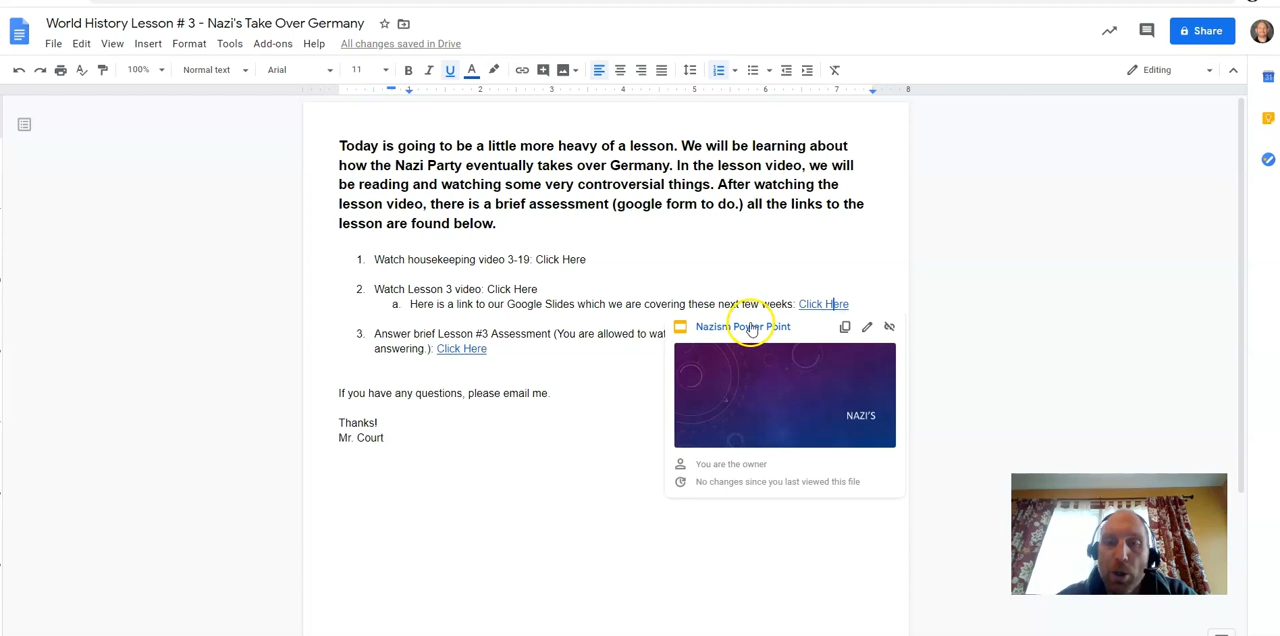 World History Lesson # 3 - Nazi's Take Over Germany
File Edit View Insert Format Tools Add-ons Help All changes saved in Drive
Share
100% Normal text Arial 11 B I U A Editing
1 2 3 4 5 6 7 8
Today is going to be a little more heavy of a lesson. We will be learning about
how the Nazi Party eventually takes over Germany. In the lesson video, we will
be reading and watching some very controversial things. After watching the
lesson video, there is a brief assessment (google form to do.) all the links to the
lesson are found below.
1. Watch housekeeping video 3-19: Click Here
2. Watch Lesson 3 video: Click Here
a. Here is a link to our Google Slides which we are covering these next few weeks: Click Here
Nazism Power Point
3. Answer brief Lesson #3 Assessment (You are allowed to wat
answering.): Click Here
NAZI'S
If you have any questions, please email me.
Thanks!
Mr. Court
You are the owner
No changes since you last viewed this file